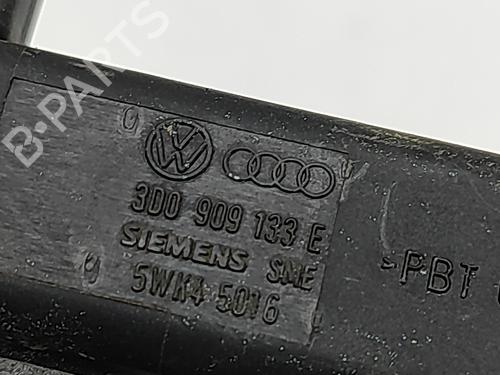 B-PARTS
3D0 909 133 E
SIEMENS SME
5WK4 5016
-PBT